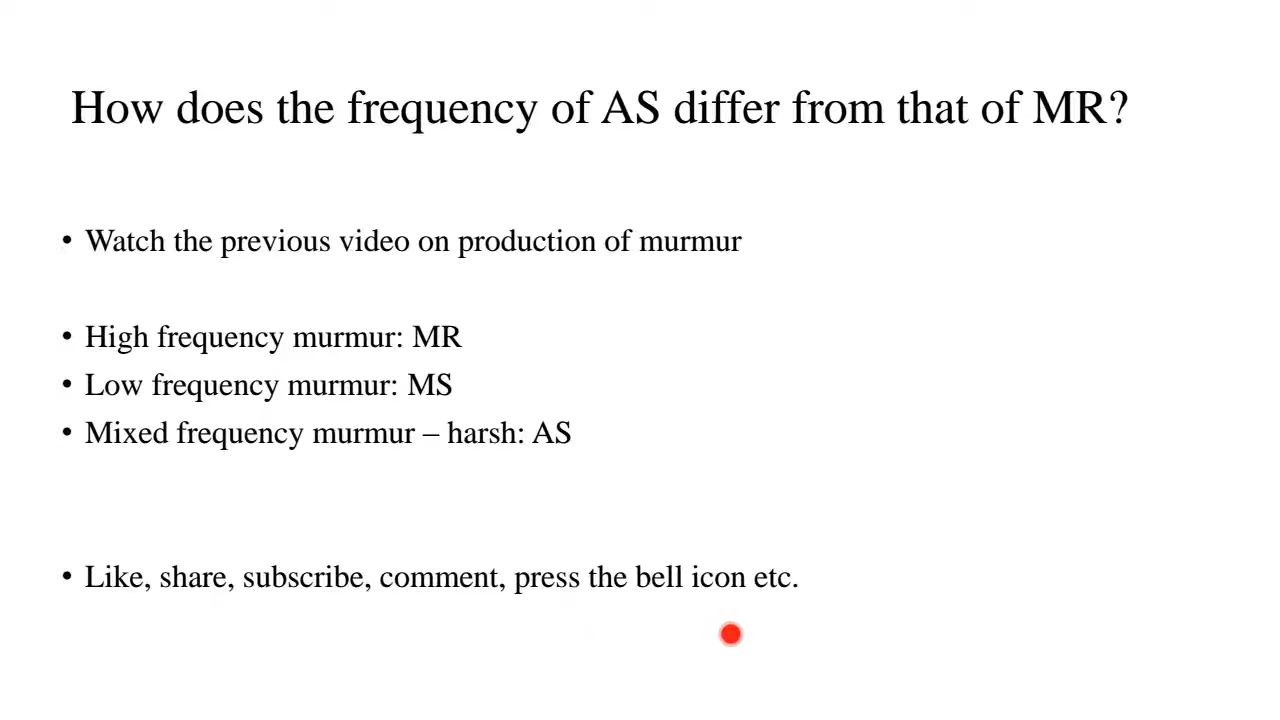 How does the frequency of AS differ from that of MR?
• Watch the previous video on production of murmur
• High frequency murmur: MR
• Low frequency murmur: MS
• Mixed frequency murmur – harsh: AS
• Like, share, subscribe, comment, press the bell icon etc.